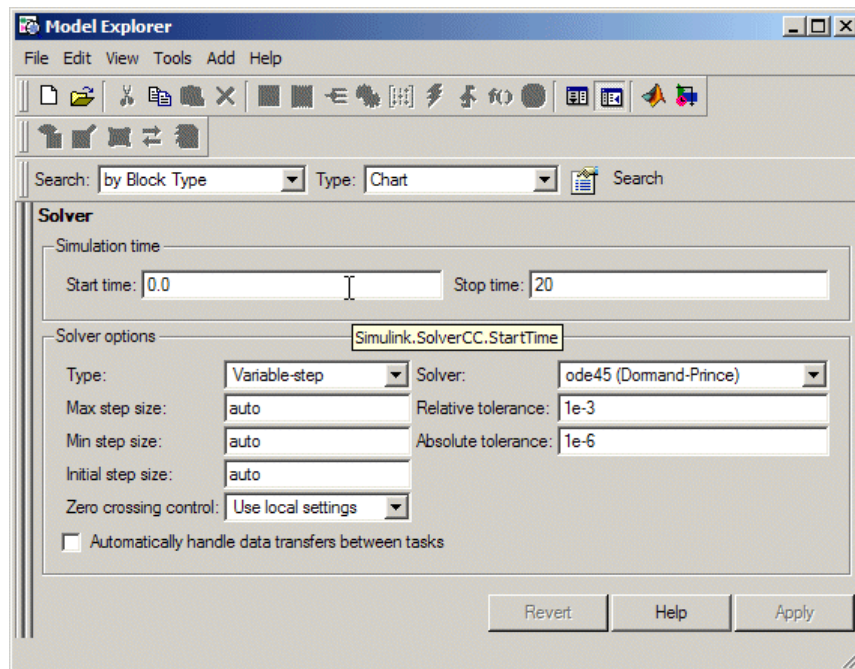 Model Explorer
File Edit View Tools Add Help
f()
Search: by Block Type Type: Chart Search
Solver
Simulation time
Start time: 0.0 Stop time: 20
Simulink.SolverCC.StartTime
Solver options
Type: Variable-step Solver: ode45 (Dormand-Prince)
Max step size: auto Relative tolerance: 1e-3
Min step size: auto Absolute tolerance: 1e-6
Initial step size: auto
Zero crossing control: Use local settings
Automatically handle data transfers between tasks
Revert Help Apply